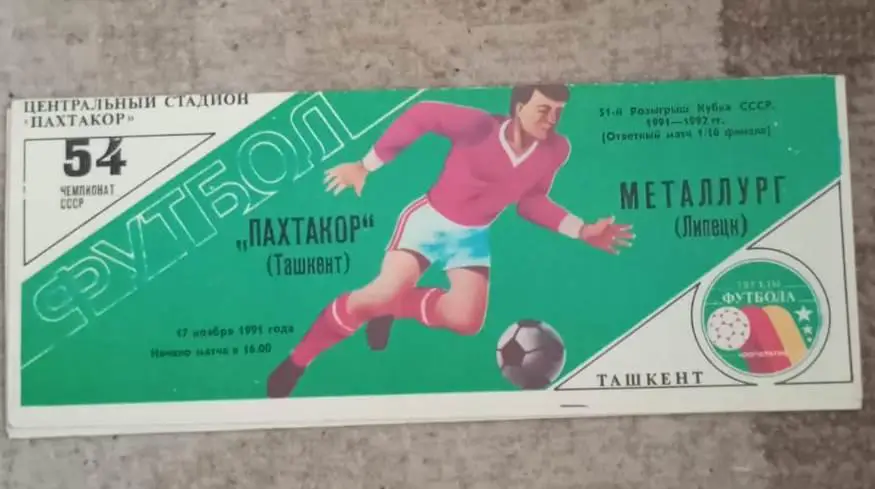 ЦЕНТРАЛЬНЫЙ СТАДИОН
«ПАХТАКОР»
54
ЧЕМПИОНАТ
СССР
ФУТБОЛ
„ПАХТАКОР"
(Ташкент)
17 ноября 1991 года
Начало матча в 16.00
51-й Розыгрыш Кубка СССР.
1991—1992 гг.
(Ответный матч 1/16 финала)
МЕТАЛЛУРГ
(Липецк)
ФУТБОЛА
ТАШКЕНТ